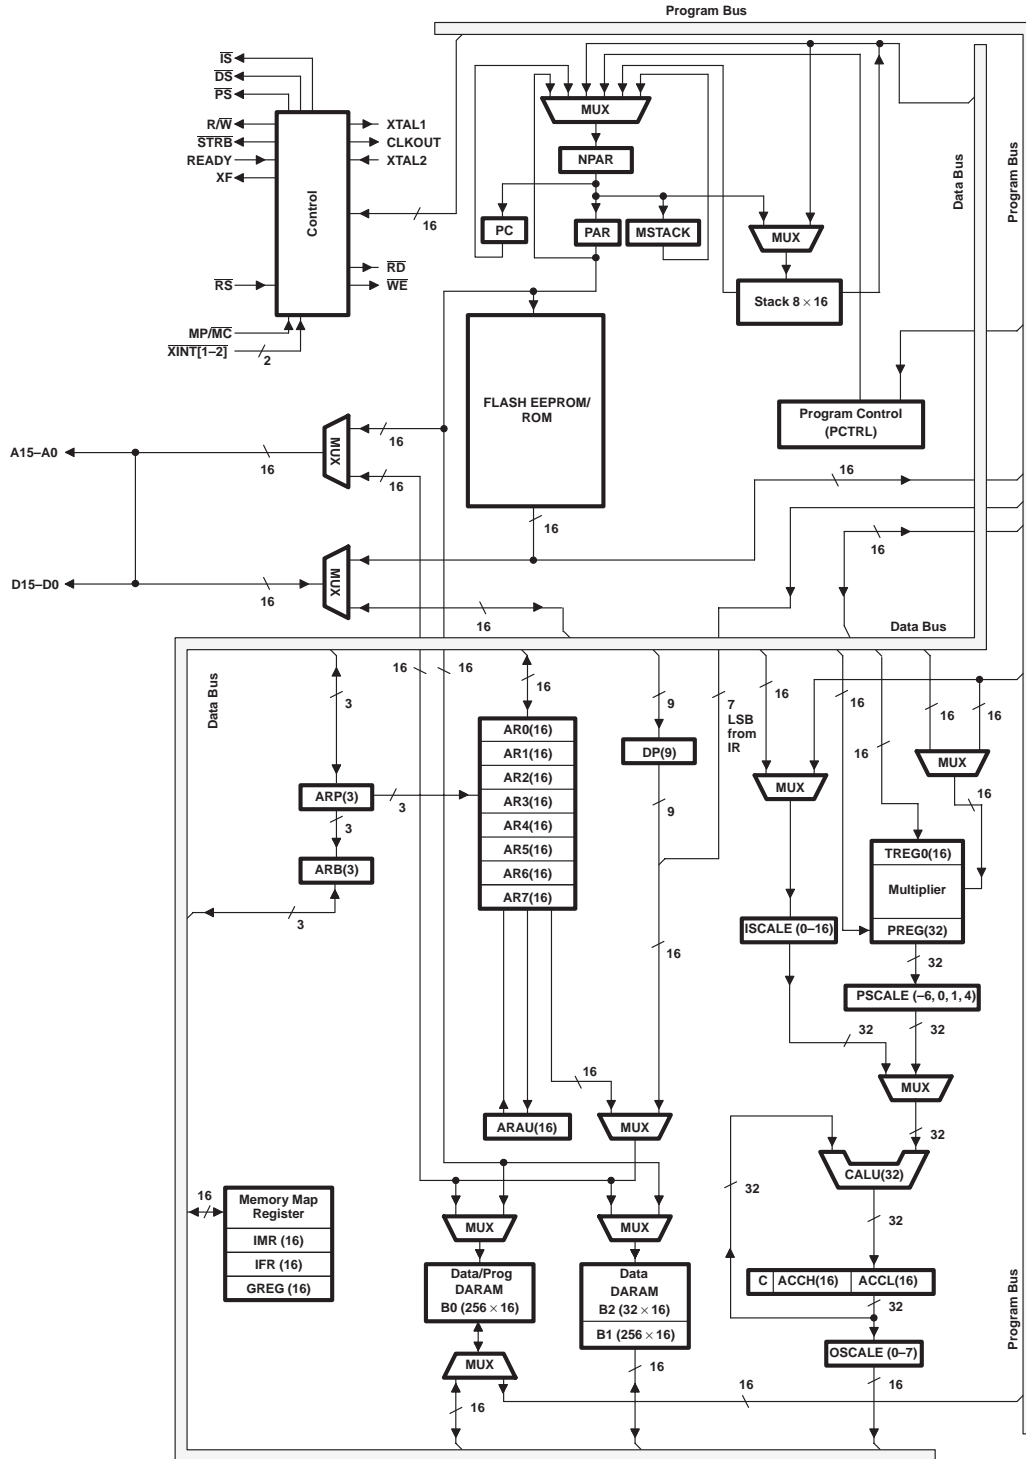 Program Bus
IS
DS
PS
R/W
STRB
READY
XF
XTAL1
CLKOUT
XTAL2
Control
16
RD
WE
RS
MP/MC
XINT[1–2]
2
MUX
NPAR
PC
PAR
MSTACK
MUX
Stack 8 × 16
Data Bus
Program Bus
FLASH EEPROM/
ROM
Program Control
(PCTRL)
A15–A0
16
MUX
16
16
16
16
16
D15–D0
16
MUX
16
Data Bus
Data Bus
3
16
16
16
9
7
LSB
from
IR
16
16
16
16
16
AR0(16)
AR1(16)
AR2(16)
AR3(16)
AR4(16)
AR5(16)
AR6(16)
AR7(16)
DP(9)
9
MUX
MUX
16
ARP(3)
3
3
ARB(3)
3
TREG0(16)
Multiplier
PREG(32)
ISCALE (0–16)
16
32
PSCALE (–6, 0, 1, 4)
32
32
MUX
16
ARAU(16)
MUX
32
CALU(32)
32
32
16
Memory Map
Register
IMR (16)
IFR (16)
GREG (16)
MUX
MUX
Data/Prog
DARAM
B0 (256 × 16)
Data
DARAM
B2 (32 × 16)
B1 (256 × 16)
C
ACCH(16)
ACCL(16)
32
OSCALE (0–7)
MUX
16
16
16
16
Program Bus